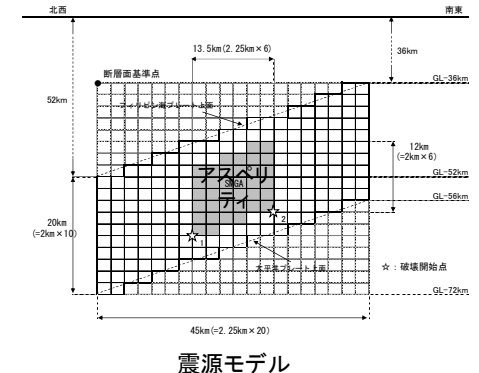 北西
南東
13.5km(2.25km×6)
36km
断層面基準点
GL-36km
フィリピン海プレート上面
52km
12km
(=2km×6)
アスペリ
SMGA
ティ
GL-52km
GL-56km
2
1
20km
(=2km×10)
太平洋プレート上面
☆：破壊開始点
GL-72km
45km(=2.25km×20)
震源モデル